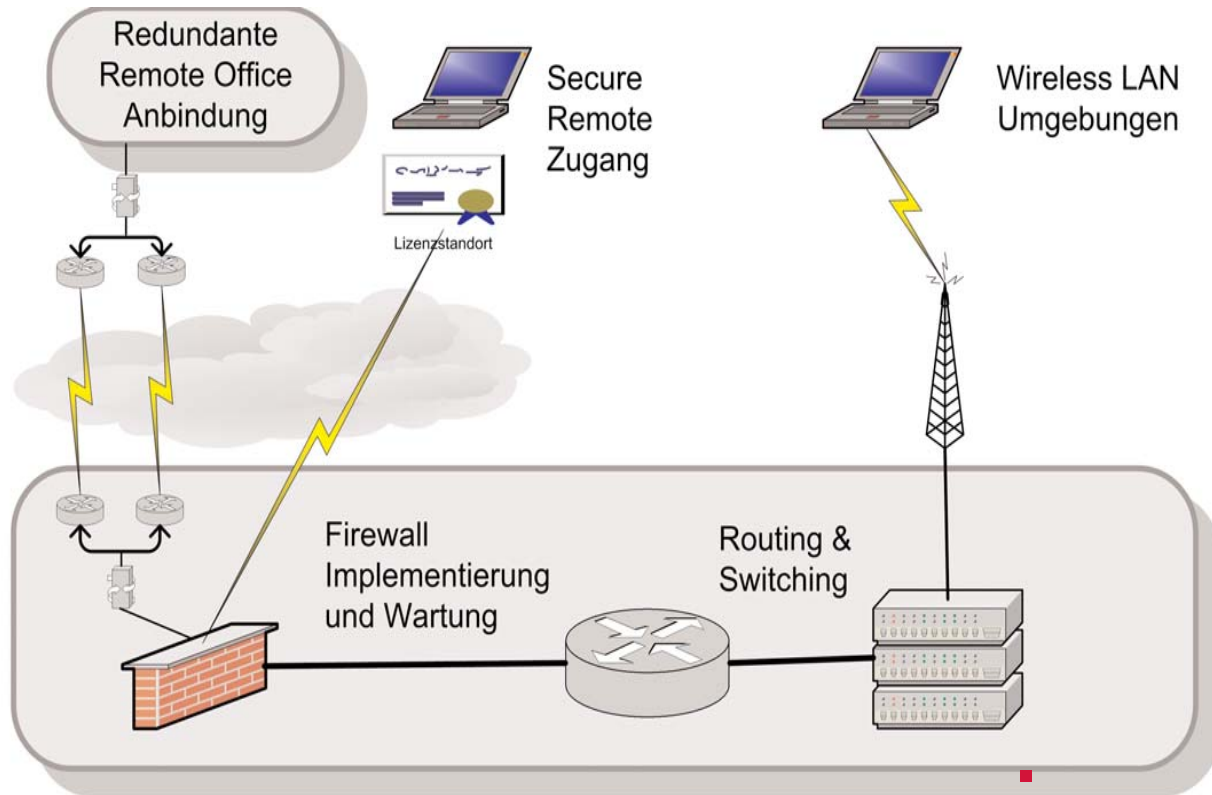 Redundante
Remote Office
Anbindung
Secure
Remote
Zugang
Lizenzstandort
Wireless LAN
Umgebungen
Firewall
Implementierung
und Wartung
Routing &
Switching